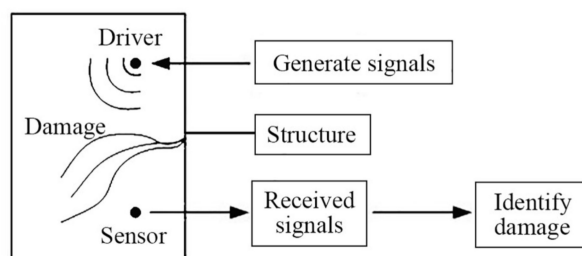 Driver
Generate signals
Damage
Structure
Received
signals
Identify
damage
Sensor